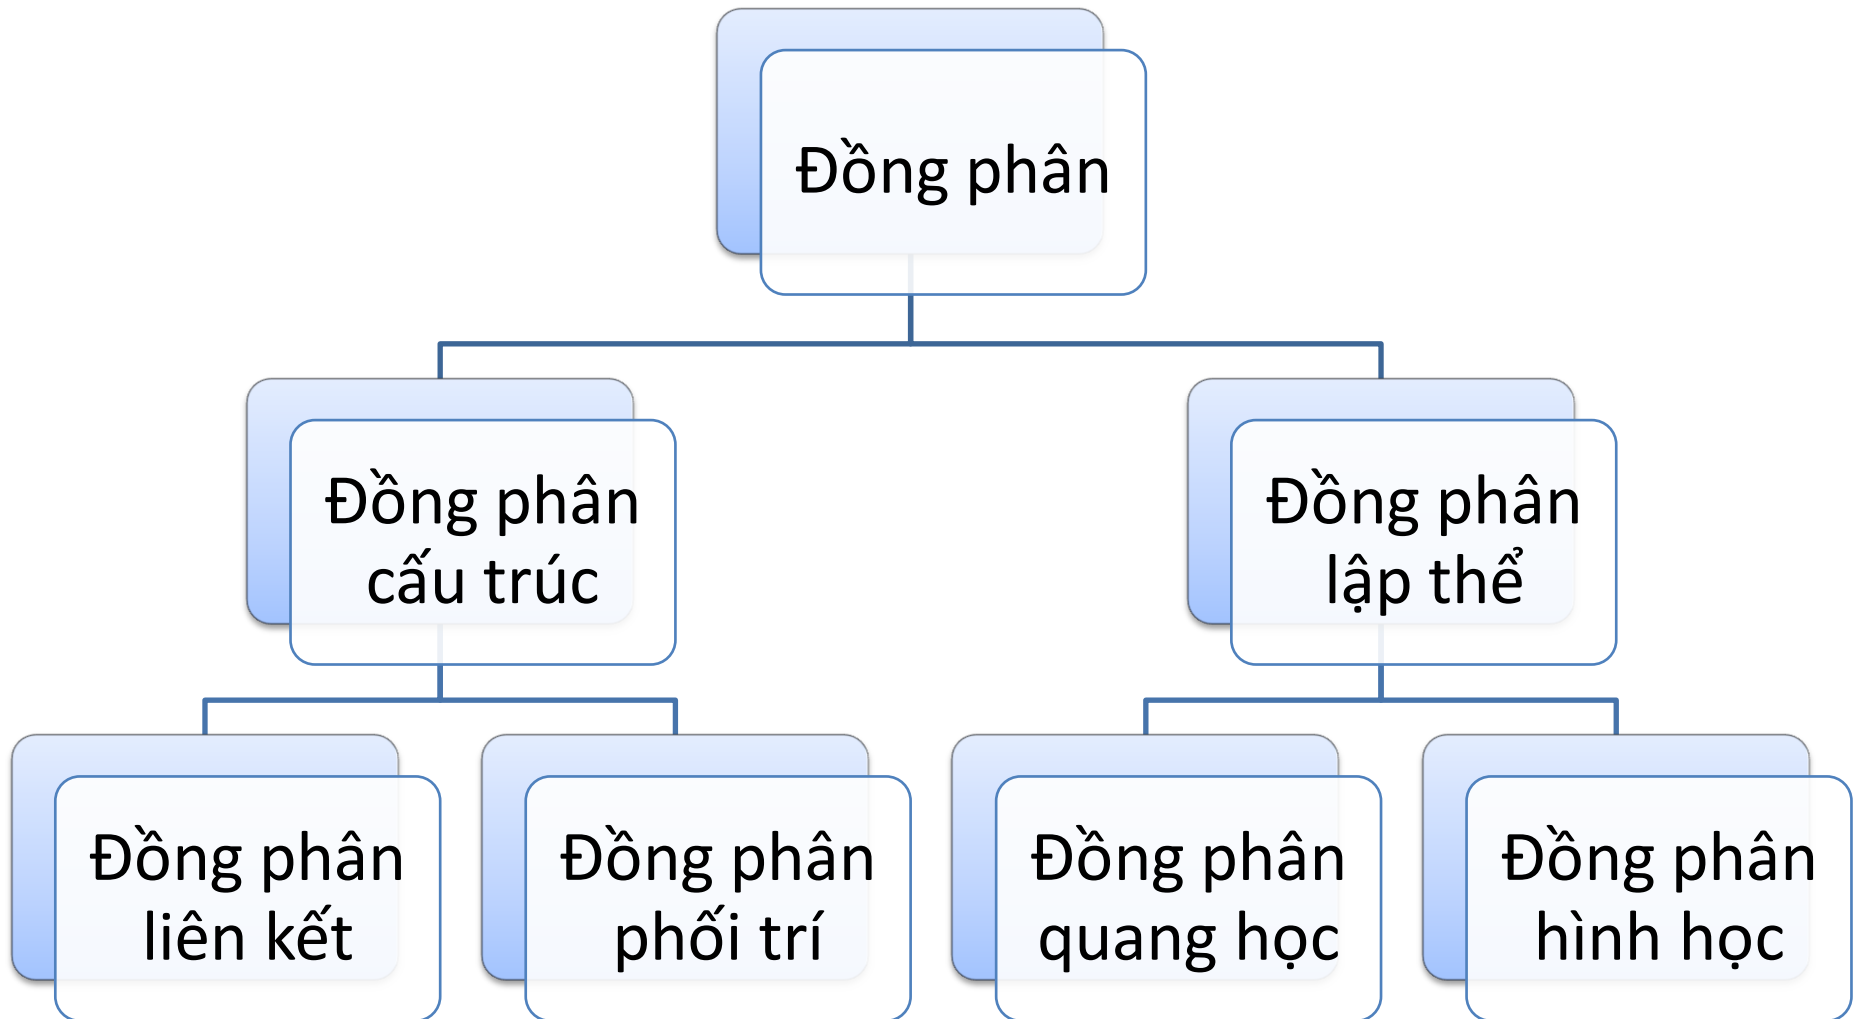 Đồng phân
Đồng phân
cấu trúc
Đồng phân
lập thể
Đồng phân
liên kết
Đồng phân
phối trí
Đồng phân
quang học
Đồng phân
hình học